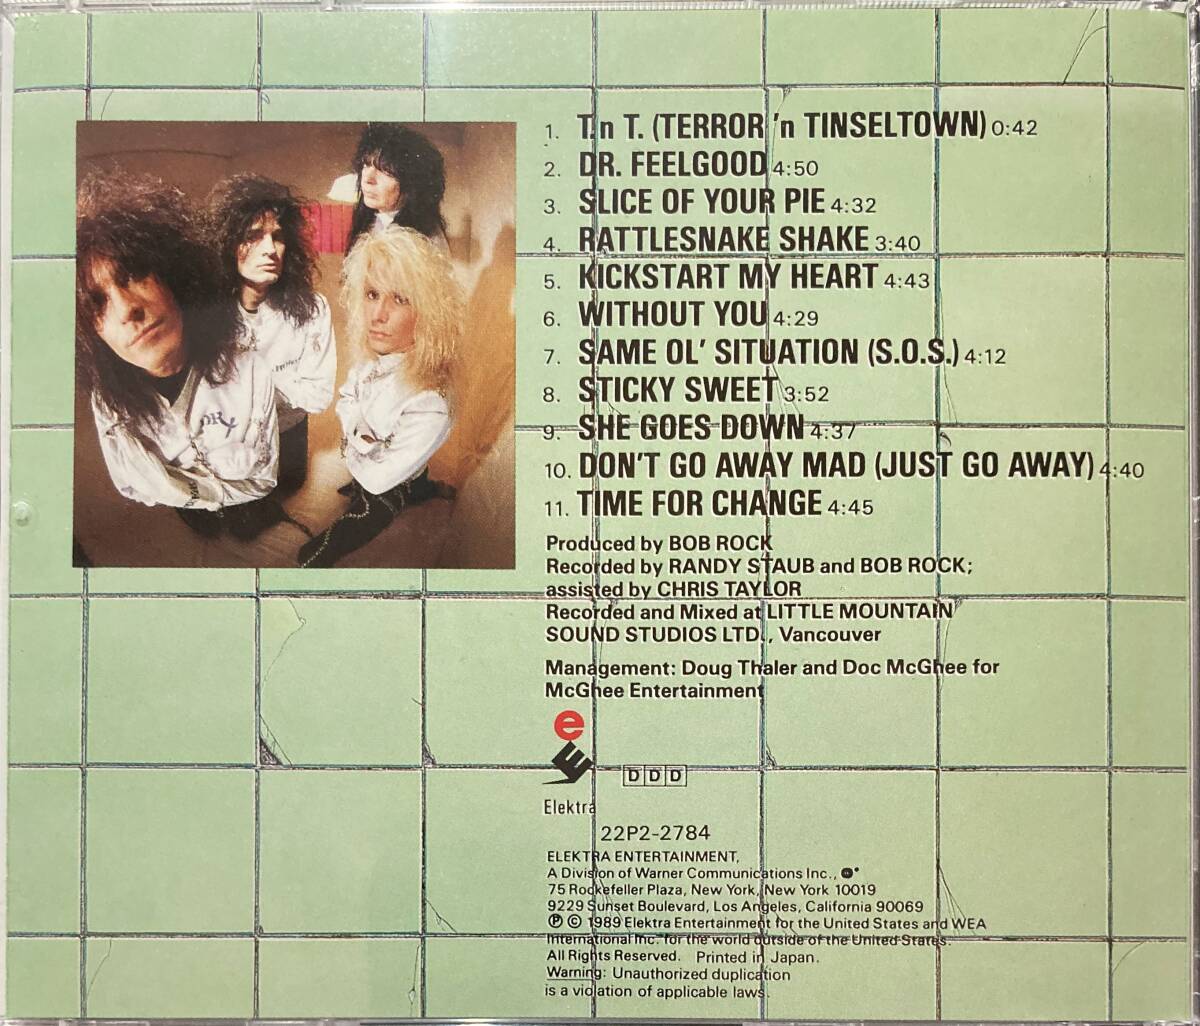 1. T.n T. (TERROR 'n TINSELTOWN) 0:42
2. DR. FEELGOOD 4:50
3. SLICE OF YOUR PIE 4:32
4. RATTLESNAKE SHAKE 3:40
5. KICKSTART MY HEART 4:43
6. WITHOUT YOU 4:29
7. SAME OL' SITUATION (S.O.S.) 4:12
8. STICKY SWEET 3:52
9. SHE GOES DOWN 4:37
10. DON'T GO AWAY MAD (JUST GO AWAY) 4:40
11. TIME FOR CHANGE 4:45
Produced by BOB ROCK
Recorded by RANDY STAUB and BOB ROCK;
assisted by CHRIS TAYLOR
Recorded and Mixed at LITTLE MOUNTAIN
SOUND STUDIOS LTD., Vancouver
Management: Doug Thaler and Doc McGhee for
McGhee Entertainment
e
E
Elektra
DDD
22P2-2784
ELEKTRA ENTERTAINMENT,
A Division of Warner Communications Inc.,
75 Rockefeller Plaza, New York, New York 10019
9229 Sunset Boulevard, Los Angeles, California 90069
℗ © 1989 Elektra Entertainment for the United States and WEA
International Inc. for the world outside of the United States.
All Rights Reserved. Printed in Japan.
Warning: Unauthorized duplication
is a violation of applicable laws.